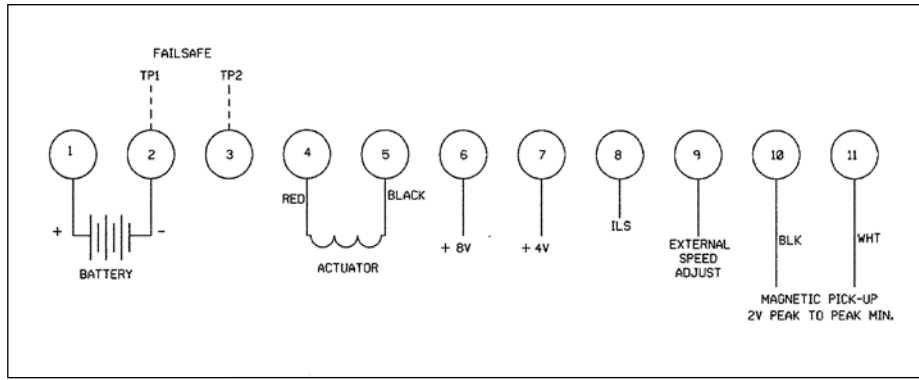 FAILSAFE
TP1 TP2
1 2 3 4 5 6 7 8 9 10 11
RED BLACK
+ -
BATTERY
ACTUATOR
+ 8V
+ 4V
ILS
EXTERNAL
SPEED
ADJUST
BLK
WHT
MAGNETIC PICK-UP
2V PEAK TO PEAK MIN.